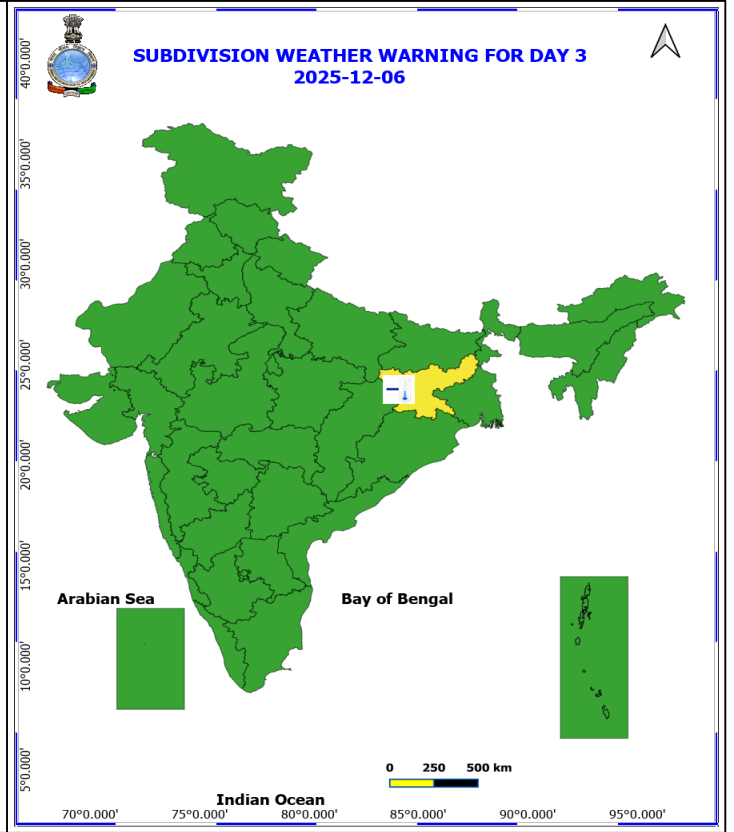 SUBDIVISION WEATHER WARNING FOR DAY 3
2025-12-06
40°0.000'
35°0.000'
30°0.000'
25°0.000'
20°0.000'
15°0.000'
10°0.000'
5°0.000'
Arabian Sea
Bay of Bengal
0 250 500 km
Indian Ocean
70°0.000' 75°0.000' 80°0.000' 85°0.000' 90°0.000' 95°0.000'